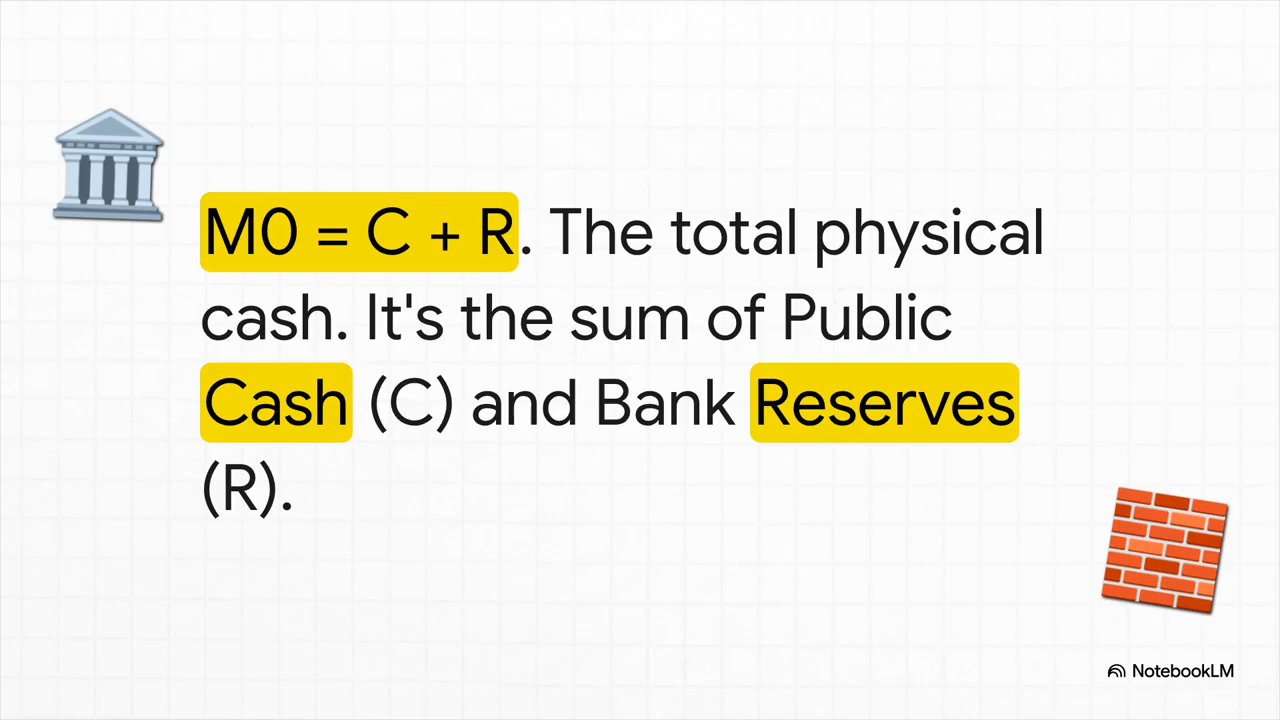 M0 = C + R. The total physical
cash. It's the sum of Public
Cash (C) and Bank Reserves
(R).
NotebookLM